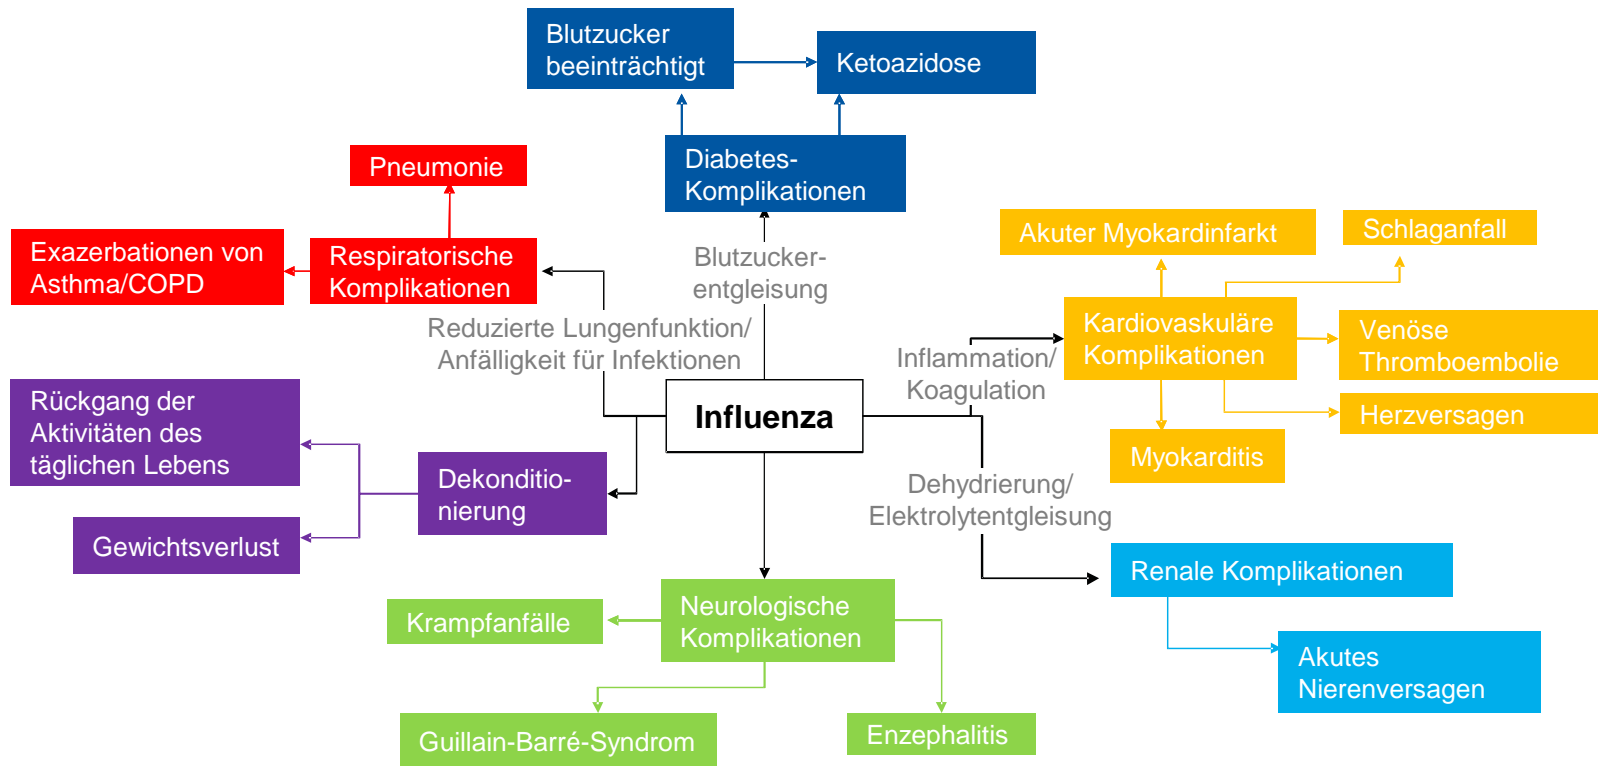 Blutzucker
beeinträchtigt
Ketoazidose
Diabetes-
Komplikationen
Pneumonie
Exazerbationen von
Asthma/COPD
Respiratorische
Komplikationen
Blutzucker-
entgleisung
Akuter Myokardinfarkt
Schlaganfall
Reduzierte Lungenfunktion/
Anfälligkeit für Infektionen
Inflammation/
Koagulation
Kardiovaskuläre
Komplikationen
Venöse
Thromboembolie
Herzversagen
Myokarditis
Influenza
Rückgang der
Aktivitäten des
täglichen Lebens
Dekonditio-
nierung
Gewichtsverlust
Dehydrierung/
Elektrolytentgleisung
Renale Komplikationen
Akutes
Nierenversagen
Krampfanfälle
Neurologische
Komplikationen
Guillain-Barré-Syndrom
Enzephalitis